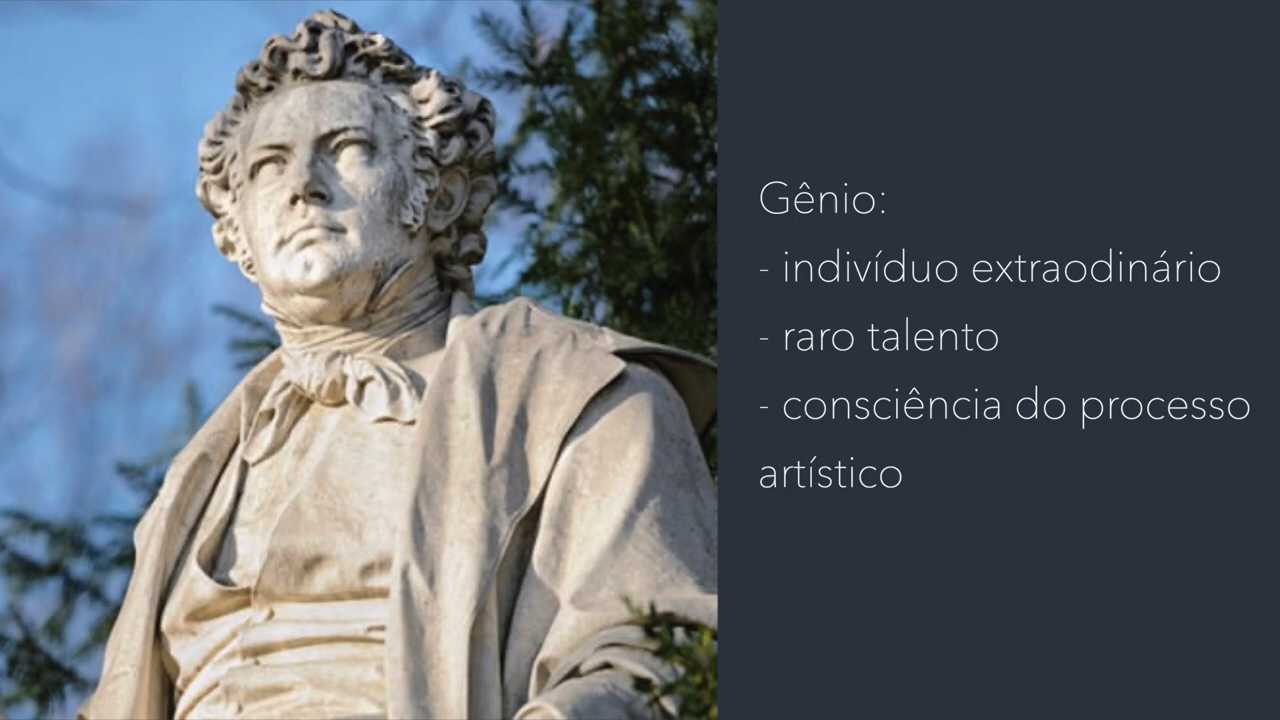 Gênio:
- indivíduo extraodinário
- raro talento
- consciência do processo
artístico